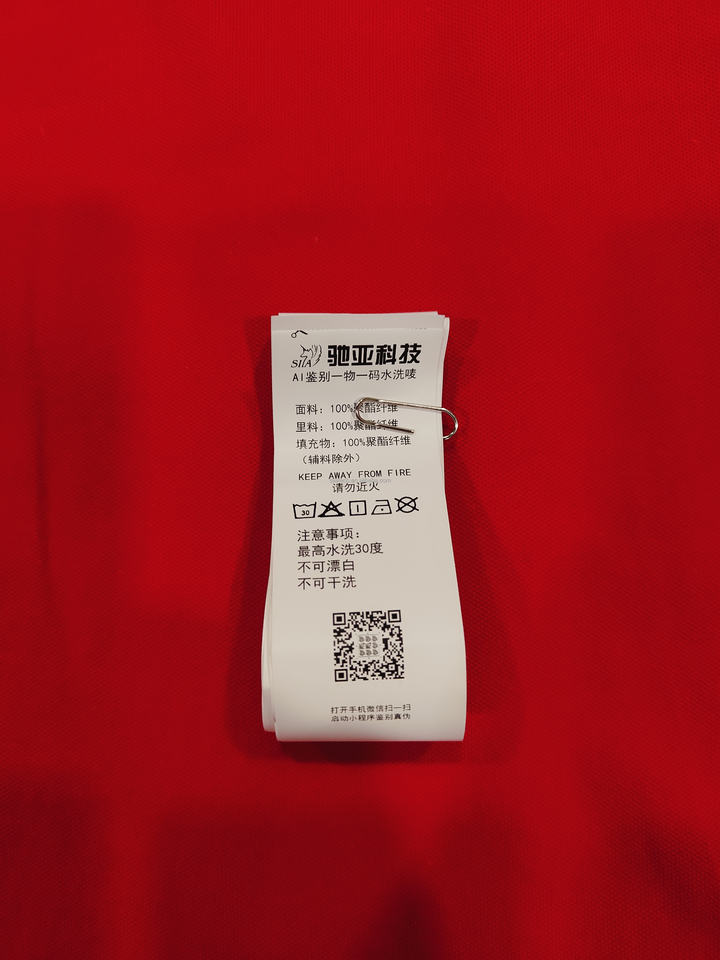 SIIA 驰亚科技
AI鉴别一物一码水洗唛
面料：100%聚酯纤维
里料：100%聚酯纤维
填充物：100%聚酯纤维
（辅料除外）
KEEP AWAY FROM FIRE
请勿近火
30
注意事项：
最高水洗30度
不可漂白
不可干洗
打开手机微信扫一扫
启动小程序鉴别真伪